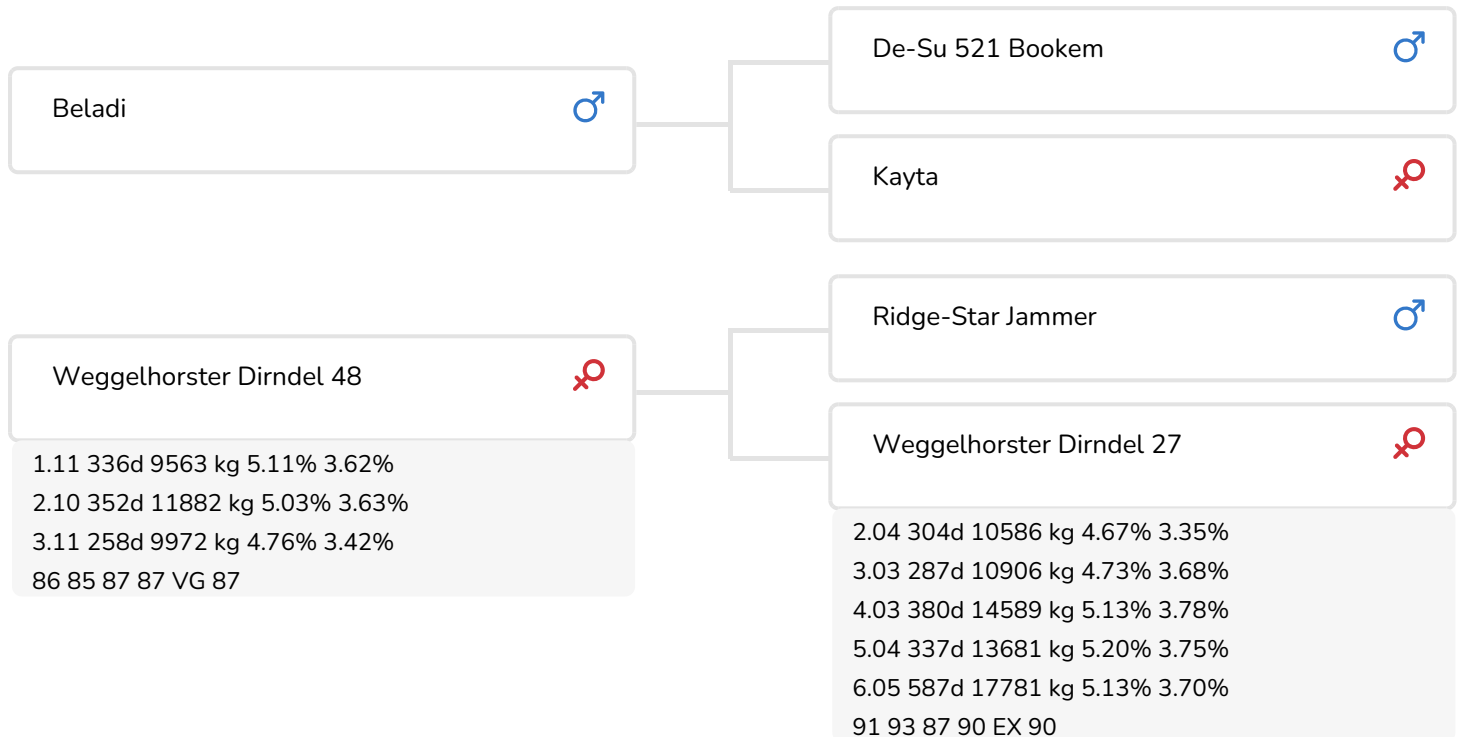 Beladi
Weggelhorster Dirndel 48
1.11 336d 9563 kg 5.11% 3.62%
2.10 352d 11882 kg 5.03% 3.63%
3.11 258d 9972 kg 4.76% 3.42%
86 85 87 87 VG 87
De-Su 521 Bookem
Kayta
Ridge-Star Jammer
Weggelhorster Dirndel 27
2.04 304d 10586 kg 4.67% 3.35%
3.03 287d 10906 kg 4.73% 3.68%
4.03 380d 14589 kg 5.13% 3.78%
5.04 337d 13681 kg 5.20% 3.75%
6.05 587d 17781 kg 5.13% 3.70%
91 93 87 90 EX 90